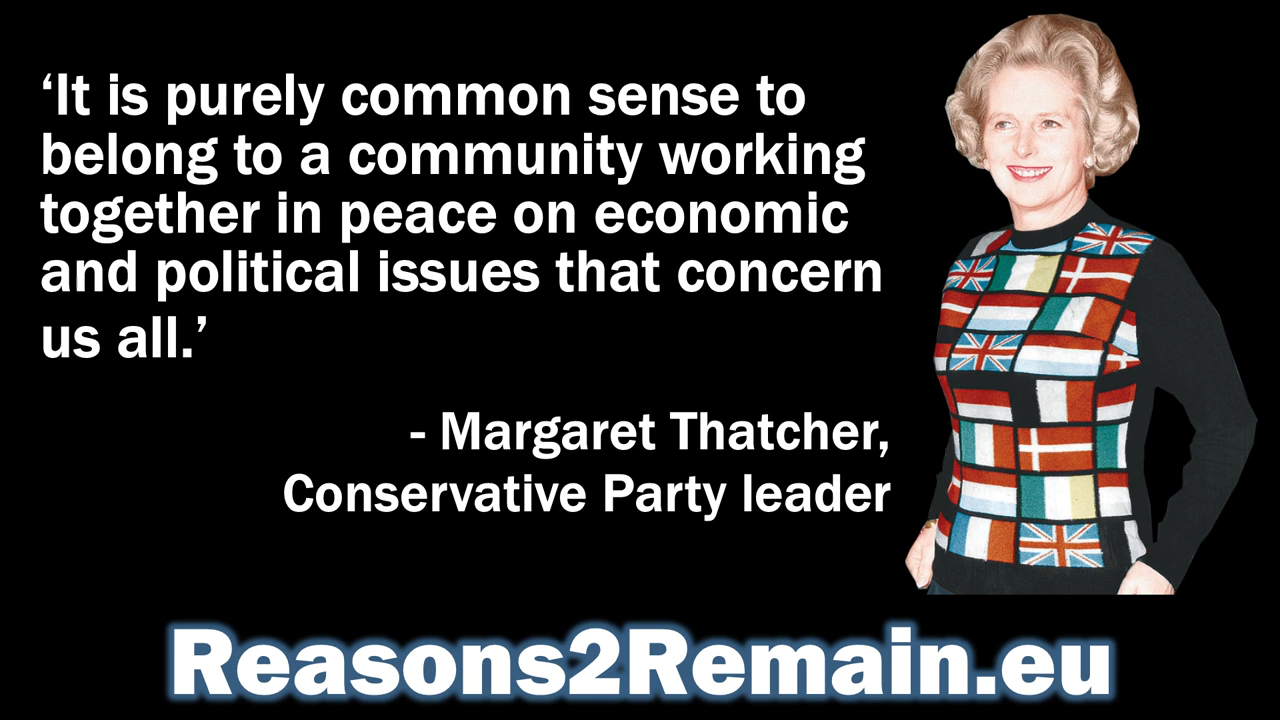 ‘It is purely common sense to
belong to a community working
together in peace on economic
and political issues that concern
us all.’
- Margaret Thatcher,
Conservative Party leader
Reasons2Remain.eu